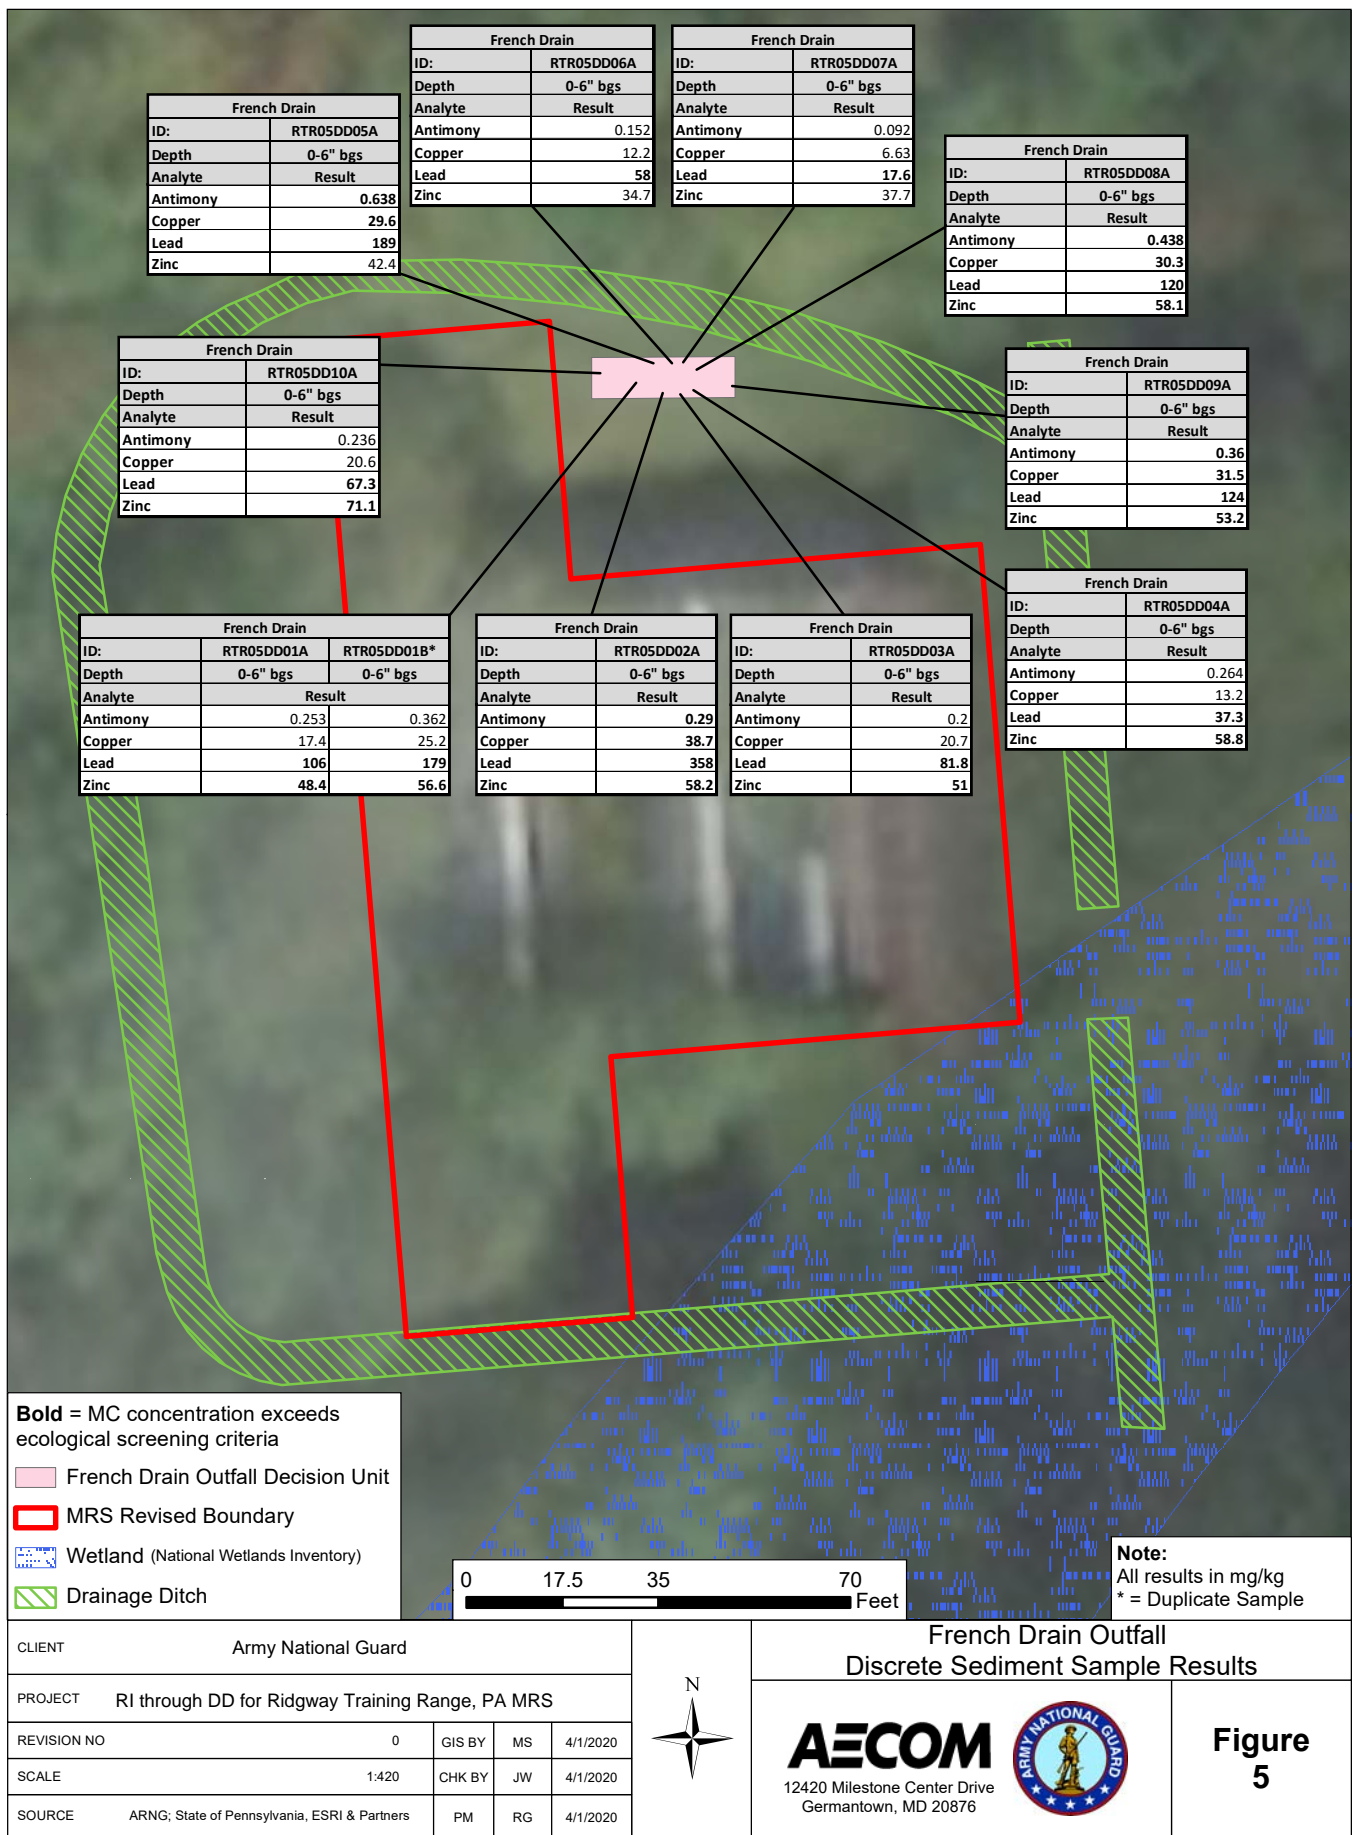 French Drain
ID: RTR05DD06A
Depth 0-6" bgs
Analyte Result
Antimony 0.152
Copper 12.2
Lead 58
Zinc 34.7
French Drain
ID: RTR05DD07A
Depth 0-6" bgs
Analyte Result
Antimony 0.092
Copper 6.63
Lead 17.6
Zinc 37.7
French Drain
ID: RTR05DD05A
Depth 0-6" bgs
Analyte Result
Antimony 0.638
Copper 29.6
Lead 189
Zinc 42.4
French Drain
ID: RTR05DD08A
Depth 0-6" bgs
Analyte Result
Antimony 0.438
Copper 30.3
Lead 120
Zinc 58.1
French Drain
ID: RTR05DD10A
Depth 0-6" bgs
Analyte Result
Antimony 0.236
Copper 20.6
Lead 67.3
Zinc 71.1
French Drain
ID: RTR05DD09A
Depth 0-6" bgs
Analyte Result
Antimony 0.36
Copper 31.5
Lead 124
Zinc 53.2
French Drain
ID: RTR05DD04A
Depth 0-6" bgs
Analyte Result
Antimony 0.264
Copper 13.2
Lead 37.3
Zinc 58.8
French Drain
ID: RTR05DD01A RTR05DD01B*
Depth 0-6" bgs 0-6" bgs
Analyte Result
Antimony 0.253 0.362
Copper 17.4 25.2
Lead 106 179
Zinc 48.4 56.6
French Drain
ID: RTR05DD02A
Depth 0-6" bgs
Analyte Result
Antimony 0.29
Copper 38.7
Lead 358
Zinc 58.2
French Drain
ID: RTR05DD03A
Depth 0-6" bgs
Analyte Result
Antimony 0.2
Copper 20.7
Lead 81.8
Zinc 51
Bold = MC concentration exceeds
ecological screening criteria
French Drain Outfall Decision Unit
MRS Revised Boundary
Wetland (National Wetlands Inventory)
Drainage Ditch
0 17.5 35 70
Feet
Note:
All results in mg/kg
* = Duplicate Sample
CLIENT Army National Guard
PROJECT RI through DD for Ridgway Training Range, PA MRS
REVISION NO 0 GIS BY MS 4/1/2020
SCALE 1:420 CHK BY JW 4/1/2020
SOURCE ARNG; State of Pennsylvania, ESRI & Partners PM RG 4/1/2020
N
French Drain Outfall
Discrete Sediment Sample Results
AECOM
12420 Milestone Center Drive
Germantown, MD 20876
ARMY NATIONAL GUARD
Figure
5